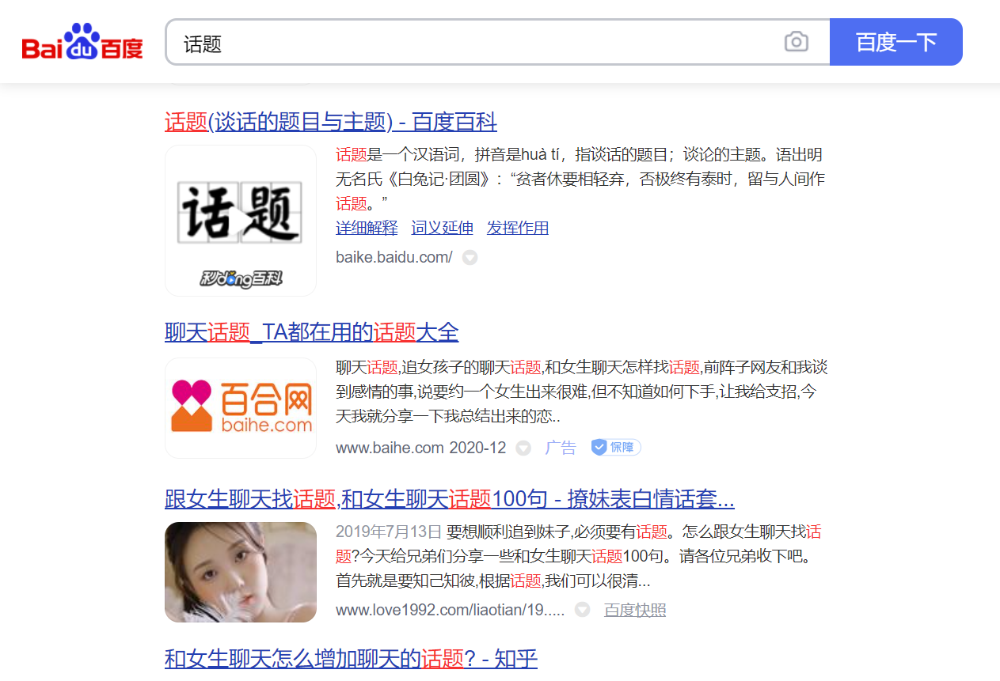 Bai du 百度
话题
百度一下
话题(谈话的题目与主题) - 百度百科
话题
秒dǒng百科
话题是一个汉语词，拼音是huà tí，指谈话的题目；谈论的主题。语出明
无名氏《白兔记·团圆》：“贫者休要相轻弃，否极终有泰时，留与人间作
话题。”
详细解释 词义延伸 发挥作用
baike.baidu.com/
聊天话题_TA都在用的话题大全
百合网
baihe.com
聊天话题,追女孩子的聊天话题,和女生聊天怎样找话题,前阵子网友和我谈
到感情的事,说要约一个女生出来很难,但不知道如何下手,让我给支招,今
天我就分享一下我总结出来的恋..
www.baihe.com 2020-12 广告 保障
跟女生聊天找话题,和女生聊天话题100句 - 撩妹表白情话套...
2019年7月13日 要想顺利追到妹子,必须要有话题。怎么跟女生聊天找话
题?今天给兄弟们分享一些和女生聊天话题100句。请各位兄弟收下吧。
首先就是要知己知彼,根据话题,我们可以很清...
www.love1992.com/liaotian/19..... 百度快照
和女生聊天怎么增加聊天的话题? - 知乎